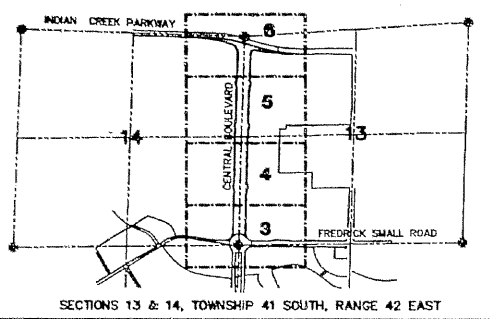 INDIAN CREEK PARKWAY
6
CENTRAL BOULEVARD
5
14
13
4
3
FREDRICK SMALL ROAD
SECTIONS 13 & 14, TOWNSHIP 41 SOUTH, RANGE 42 EAST